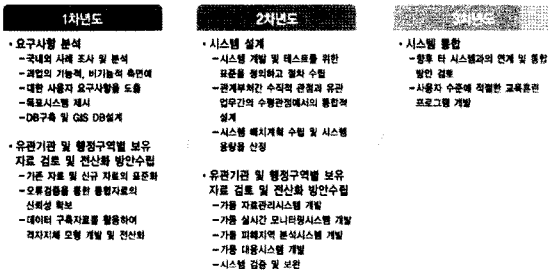 1차년도
• 요구사항 분석
– 국내외 사례 조사 및 분석
– 과업의 기능적, 비기능적 측면에
– 대한 사용자 요구사항을 도출
– 목표시스템 제시
– DB구축 및 GIS DB설계
• 유관기관 및 행정구역별 보유
자료 검토 및 전산화 방안수립
– 기존 자료 및 신규 자료의 표준화
– 오류검증을 통한 통합자료의
신뢰성 확보
– 데이터 구축자료를 활용하여
격자지체 모형 개발 및 전산화
2차년도
• 시스템 설계
– 시스템 개발 및 테스트를 위한
표준을 정의하고 절차 수립
– 관계부처간 수직적 관점과 유관
업무간의 수평관점에서의 통합적
설계
– 시스템 배치계획 수립 및 시스템
용량을 산정
• 유관기관 및 행정구역별 보유
자료 검토 및 전산화 방안수립
– 가뭄 자료관리시스템 개발
– 가뭄 실시간 모니터링시스템 개발
– 가뭄 피해지역 분석시스템 개발
– 가뭄 대응시스템 개발
– 시스템 검증 및 보완
3차년도
• 시스템 통합
– 향후 타 시스템과의 연계 및 통합
방안 검토
– 사용자 수준에 적절한 교육훈련
프로그램 개발